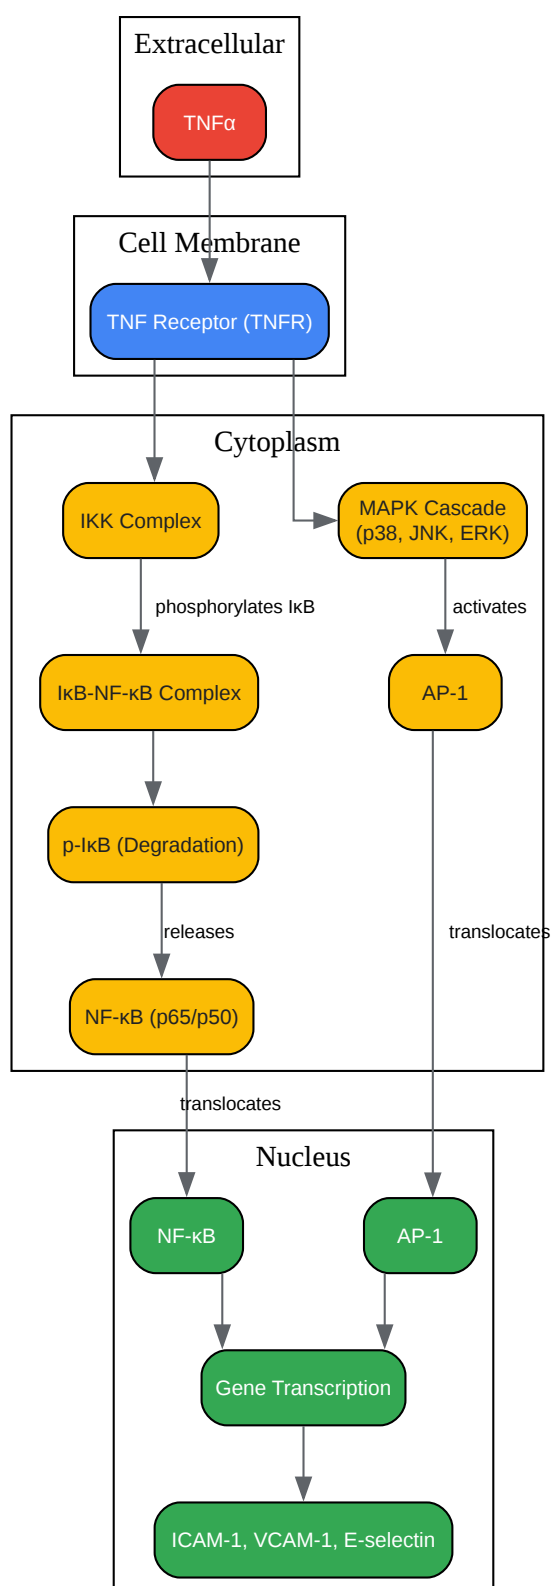 Extracellular
TNFα
Cell Membrane
TNF Receptor (TNFR)
Cytoplasm
IKK Complex
MAPK Cascade
(p38, JNK, ERK)
phosphorylates IκB
activates
IκB-NF-κB Complex
AP-1
p-IκB (Degradation)
releases
translocates
NF-κB (p65/p50)
translocates
Nucleus
NF-κB
AP-1
Gene Transcription
ICAM-1, VCAM-1, E-selectin